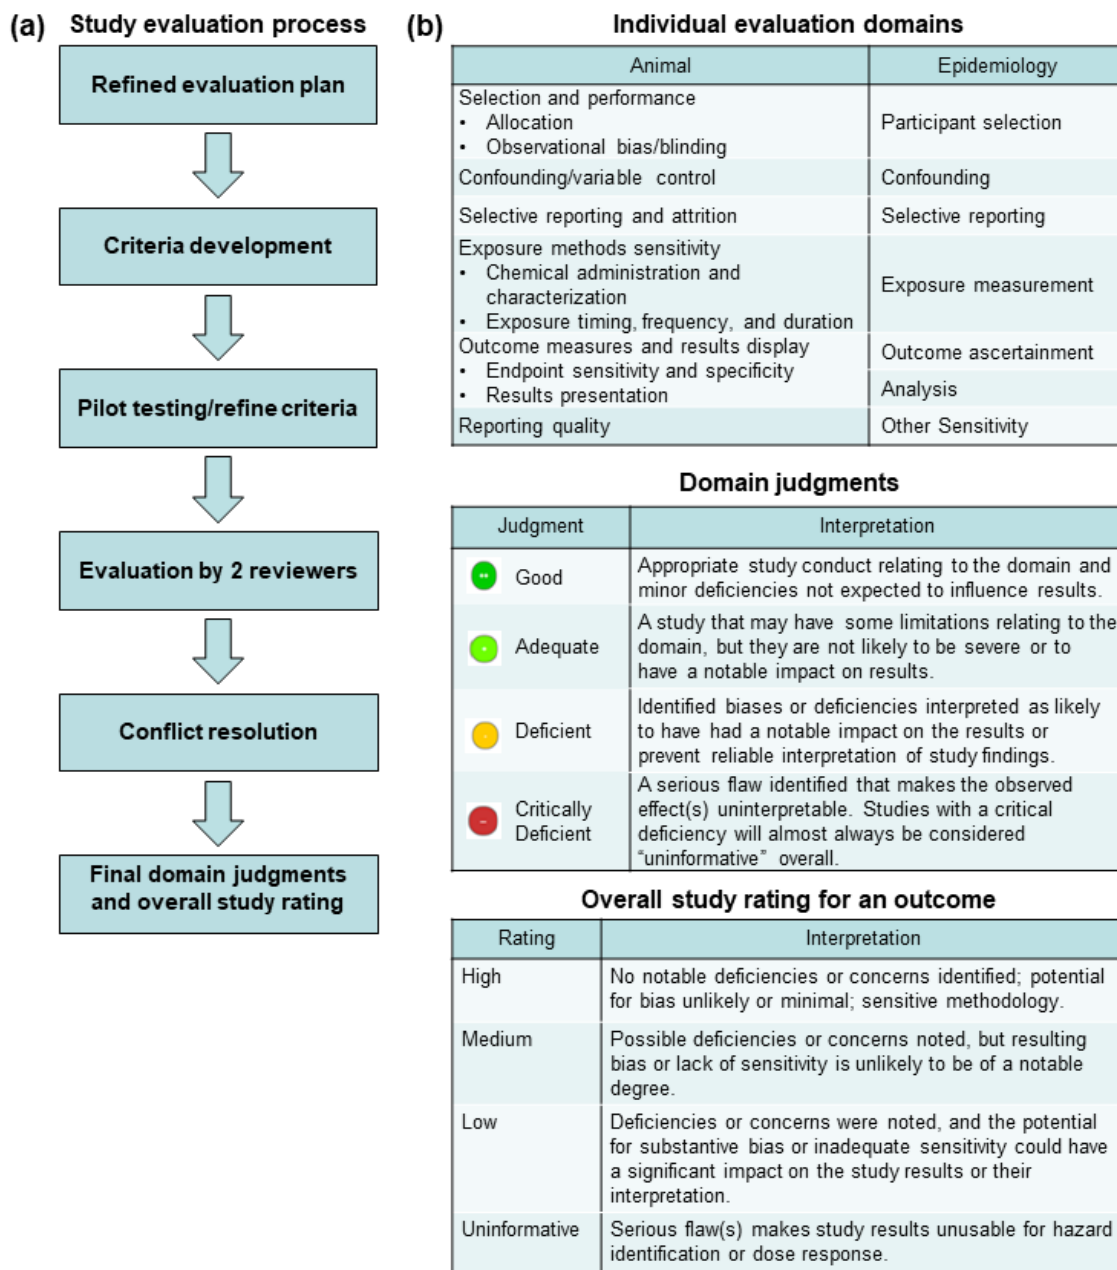 (a) Study evaluation process
Refined evaluation plan
Criteria development
Pilot testing/refine criteria
Evaluation by 2 reviewers
Conflict resolution
Final domain judgments
and overall study rating
(b) Individual evaluation domains
Animal
Epidemiology
Selection and performance
• Allocation
• Observational bias/blinding
Participant selection
Confounding/variable control
Confounding
Selective reporting and attrition
Selective reporting
Exposure methods sensitivity
• Chemical administration and
characterization
• Exposure timing, frequency, and duration
Exposure measurement
Outcome measures and results display
• Endpoint sensitivity and specificity
• Results presentation
Outcome ascertainment
Analysis
Reporting quality
Other Sensitivity
Domain judgments
Judgment
Interpretation
Good
Appropriate study conduct relating to the domain and
minor deficiencies not expected to influence results.
Adequate
A study that may have some limitations relating to the
domain, but they are not likely to be severe or to
have a notable impact on results.
Deficient
Identified biases or deficiencies interpreted as likely
to have had a notable impact on the results or
prevent reliable interpretation of study findings.
Critically
Deficient
A serious flaw identified that makes the observed
effect(s) uninterpretable. Studies with a critical
deficiency will almost always be considered
“uninformative” overall.
Overall study rating for an outcome
Rating
Interpretation
High
No notable deficiencies or concerns identified; potential
for bias unlikely or minimal; sensitive methodology.
Medium
Possible deficiencies or concerns noted, but resulting
bias or lack of sensitivity is unlikely to be of a notable
degree.
Low
Deficiencies or concerns were noted, and the potential
for substantive bias or inadequate sensitivity could have
a significant impact on the study results or their
interpretation.
Uninformative
Serious flaw(s) makes study results unusable for hazard
identification or dose response.